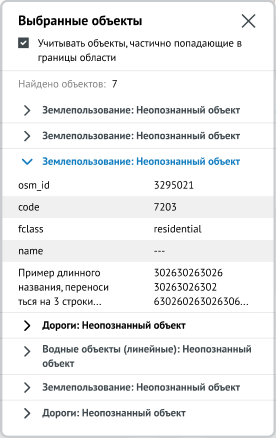 Выбранные объекты
Учитывать объекты, частично попадающие в
границы области
Найдено объектов: 7
Землепользование: Неопознанный объект
Землепользование: Неопознанный объект
Землепользование: Неопознанный объект
osm_id 3295021
code 7203
fclass residential
name ---
Пример длинного 302630263026
названия, переноси 30263026302
ться на 3 строки... 630260263026306...
Дороги: Неопознанный объект
Водные объекты (линейные): Неопознанный
объект
Землепользование: Неопознанный объект
Дороги: Неопознанный объект